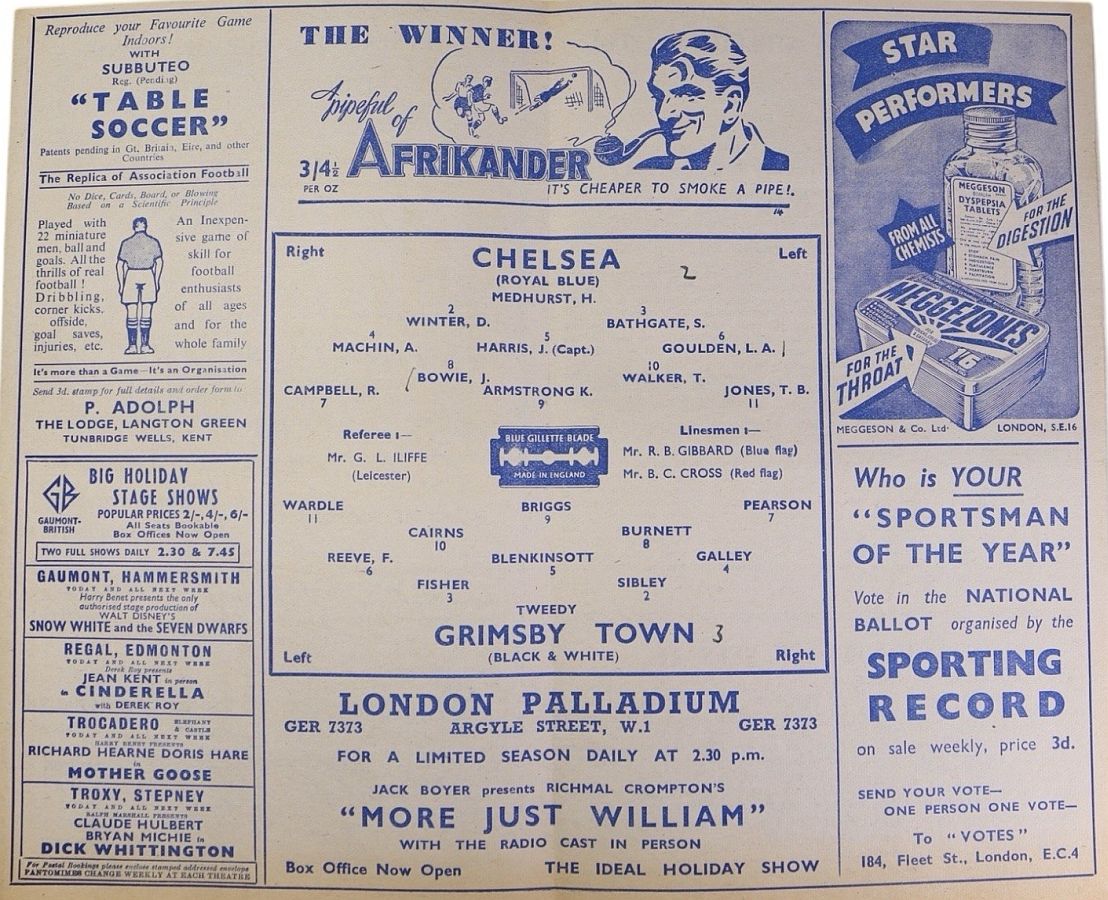 Reproduce your Favourite Game
Indoors!
WITH
SUBBUTEO
Reg. (Pending)
"TABLE
SOCCER"
Patents pending in Gt. Britain, Eire, and other
Countries
The Replica of Association Football
No Dice, Cards, Board, or Blowing
Based on a Scientific Principle
Played with
22 miniature
men, ball and
goals. All the
thrills of real
football!
Dribbling,
corner kicks,
offside,
goal saves,
injuries, etc.
An Inexpen-
sive game of
skill for
football
enthusiasts
of all ages
and for the
whole family
It's more than a Game—It's an Organisation
Send 3d. stamp for full details and order form to
P. ADOLPH
THE LODGE, LANGTON GREEN
TUNBRIDGE WELLS, KENT
GB
GAUMONT-
BRITISH
BIG HOLIDAY
STAGE SHOWS
POPULAR PRICES 2/-, 4/-, 6/-
All Seats Bookable
Box Offices Now Open
TWO FULL SHOWS DAILY 2.30 & 7.45
GAUMONT, HAMMERSMITH
TODAY AND ALL NEXT WEEK
Harry Benet presents the only
authorised stage production of
WALT DISNEY'S
SNOW WHITE and the SEVEN DWARFS
REGAL, EDMONTON
TODAY AND ALL NEXT WEEK
Derek Roy presents
JEAN KENT in person
in CINDERELLA
with DEREK ROY
TROCADERO ELEPHANT & CASTLE
TODAY AND ALL NEXT WEEK
HARRY BENET PRESENTS
RICHARD HEARNE DORIS HARE
in
MOTHER GOOSE
TROXY, STEPNEY
TODAY AND ALL NEXT WEEK
RALPH MARSHALL PRESENTS
CLAUDE HULBERT
BRYAN MICHIE in
DICK WHITTINGTON
For Postal Bookings please enclose stamped addressed envelope
PANTOMIMES CHANGE WEEKLY AT EACH THEATRE
THE WINNER!
A pipeful
of
AFRIKANDER
3/4½
PER OZ
IT'S CHEAPER TO SMOKE A PIPE!.
14
Right CHELSEA 2 Left
(ROYAL BLUE)
MEDHURST, H.
2 3
WINTER, D. BATHGATE, S.
4 5 6
MACHIN, A. HARRIS, J. (Capt.) GOULDEN, L. A. |
8 10
/ BOWIE, J. WALKER, T.
CAMPBELL, R. ARMSTRONG K. JONES, T. B.
7 9 11
Referee :— Linesmen :—
BLUE GILLETTE BLADE
MADE IN ENGLAND
Mr. G. L. ILIFFE Mr. R. B. GIBBARD (Blue flag)
(Leicester) Mr. B. C. CROSS (Red flag)
WARDLE BRIGGS PEARSON
11 9 7
CAIRNS BURNETT
10 8
REEVE, F. BLENKINSOTT GALLEY
6 5 4
FISHER SIBLEY
3 2
TWEEDY
GRIMSBY TOWN 3
Left (BLACK & WHITE) Right
LONDON PALLADIUM
GER 7373 ARGYLE STREET, W.1 GER 7373
FOR A LIMITED SEASON DAILY AT 2.30 p.m.
JACK BOYER presents RICHMAL CROMPTON'S
"MORE JUST WILLIAM"
WITH THE RADIO CAST IN PERSON
Box Office Now Open THE IDEAL HOLIDAY SHOW
STAR
PERFORMERS
MEGGESON
DYSPEPSIA
TABLETS
FOR THE
DIGESTION
FROM ALL
CHEMISTS
MEGGEZONES
1/6
FOR THE
THROAT
MEGGESON & Co. Ltd. LONDON, S.E.16
Who is YOUR
"SPORTSMAN
OF THE YEAR"
Vote in the NATIONAL
BALLOT organised by the
SPORTING
RECORD
on sale weekly, price 3d.
SEND YOUR VOTE—
ONE PERSON ONE VOTE—
To "VOTES"
184, Fleet St., London, E.C.4